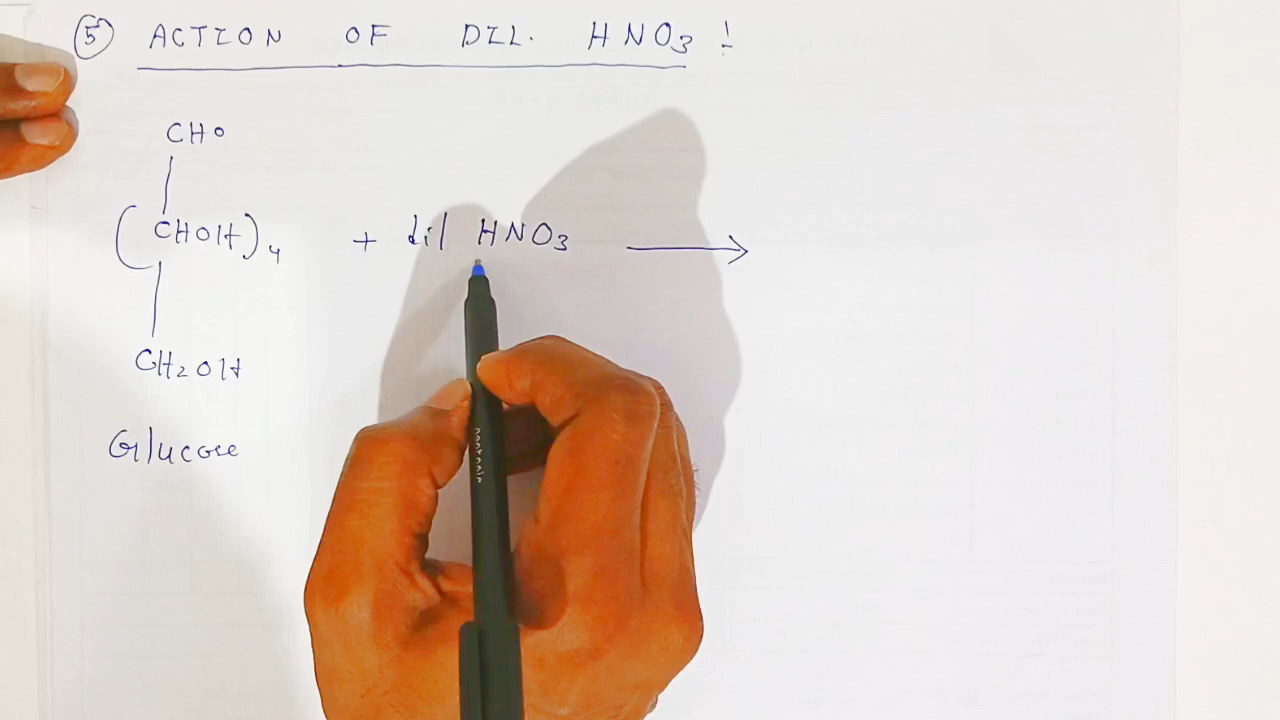 ⑤ ACTION OF DIL. HNO3 :
CHO
(CHOH)4 + dil HNO3 ⟶
CH2OH
Glucose